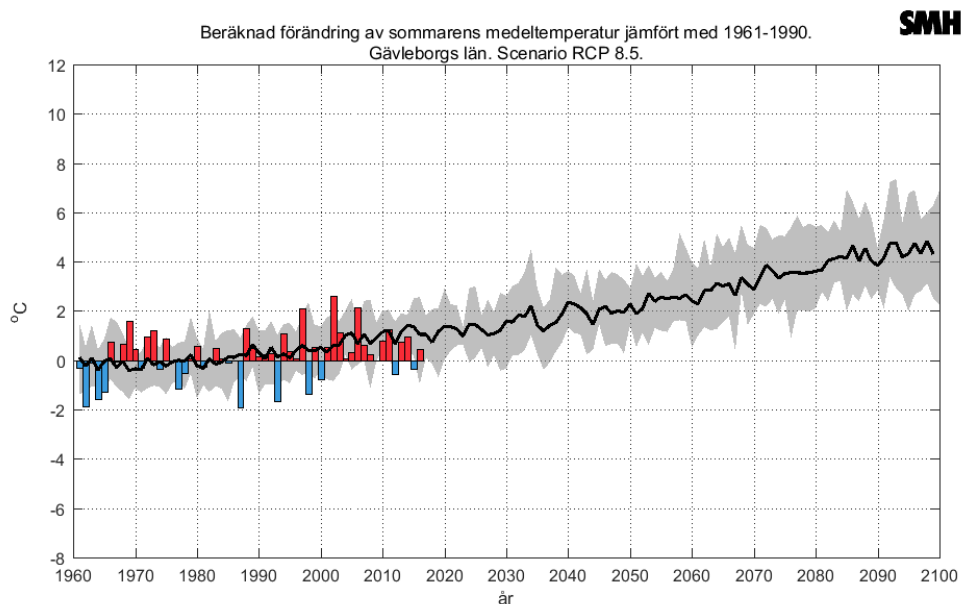 SMH
Beräknad förändring av sommarens medeltemperatur jämfört med 1961-1990.
Gävleborgs län. Scenario RCP 8.5.
12
10
8
6
4
2
0
-2
-4
-6
-8
°C
1960 1970 1980 1990 2000 2010 2020 2030 2040 2050 2060 2070 2080 2090 2100
år